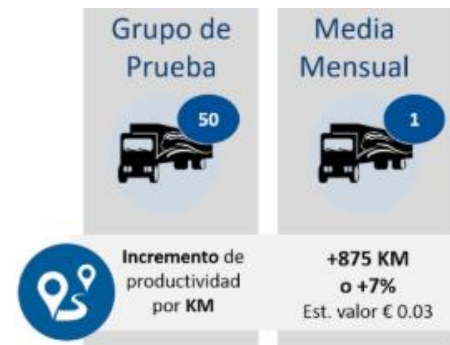 Grupo de
Prueba
50
Media
Mensual
1
Incremento de
productividad
por KM
+875 KM
o +7%
Est. valor € 0.03